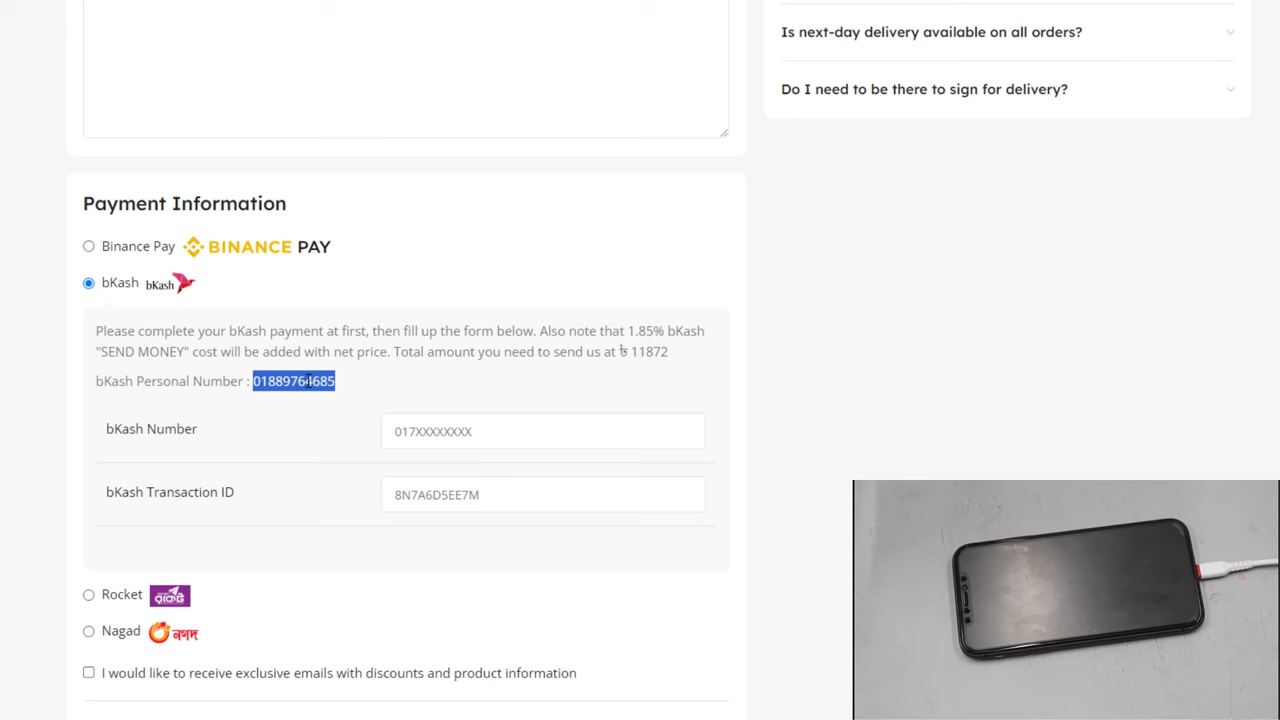 Is next-day delivery available on all orders?
Do I need to be there to sign for delivery?
Payment Information
Binance Pay BINANCE PAY
bKash bKash
Please complete your bKash payment at first, then fill up the form below. Also note that 1.85% bKash
"SEND MONEY" cost will be added with net price. Total amount you need to send us at ৳ 11872
bKash Personal Number : 01889764685
bKash Number 017XXXXXXXX
bKash Transaction ID 8N7A6D5EE7M
Rocket রকেট
Nagad নগদ
I would like to receive exclusive emails with discounts and product information